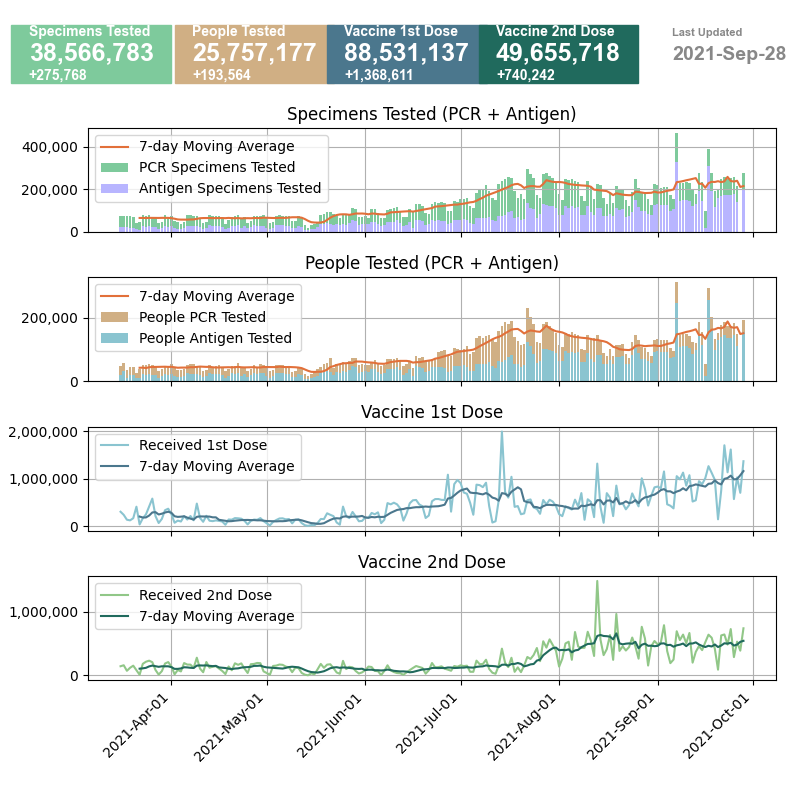 Specimens Tested
38,566,783
+275,768
People Tested
25,757,177
+193,564
Vaccine 1st Dose
88,531,137
+1,368,611
Vaccine 2nd Dose
49,655,718
+740,242
Last Updated
2021-Sep-28
Specimens Tested (PCR + Antigen)
7-day Moving Average
PCR Specimens Tested
Antigen Specimens Tested
400,000
200,000
0
People Tested (PCR + Antigen)
7-day Moving Average
People PCR Tested
People Antigen Tested
200,000
0
Vaccine 1st Dose
Received 1st Dose
7-day Moving Average
2,000,000
1,000,000
0
Vaccine 2nd Dose
Received 2nd Dose
7-day Moving Average
1,000,000
0
2021-Apr-01
2021-May-01
2021-Jun-01
2021-Jul-01
2021-Aug-01
2021-Sep-01
2021-Oct-01